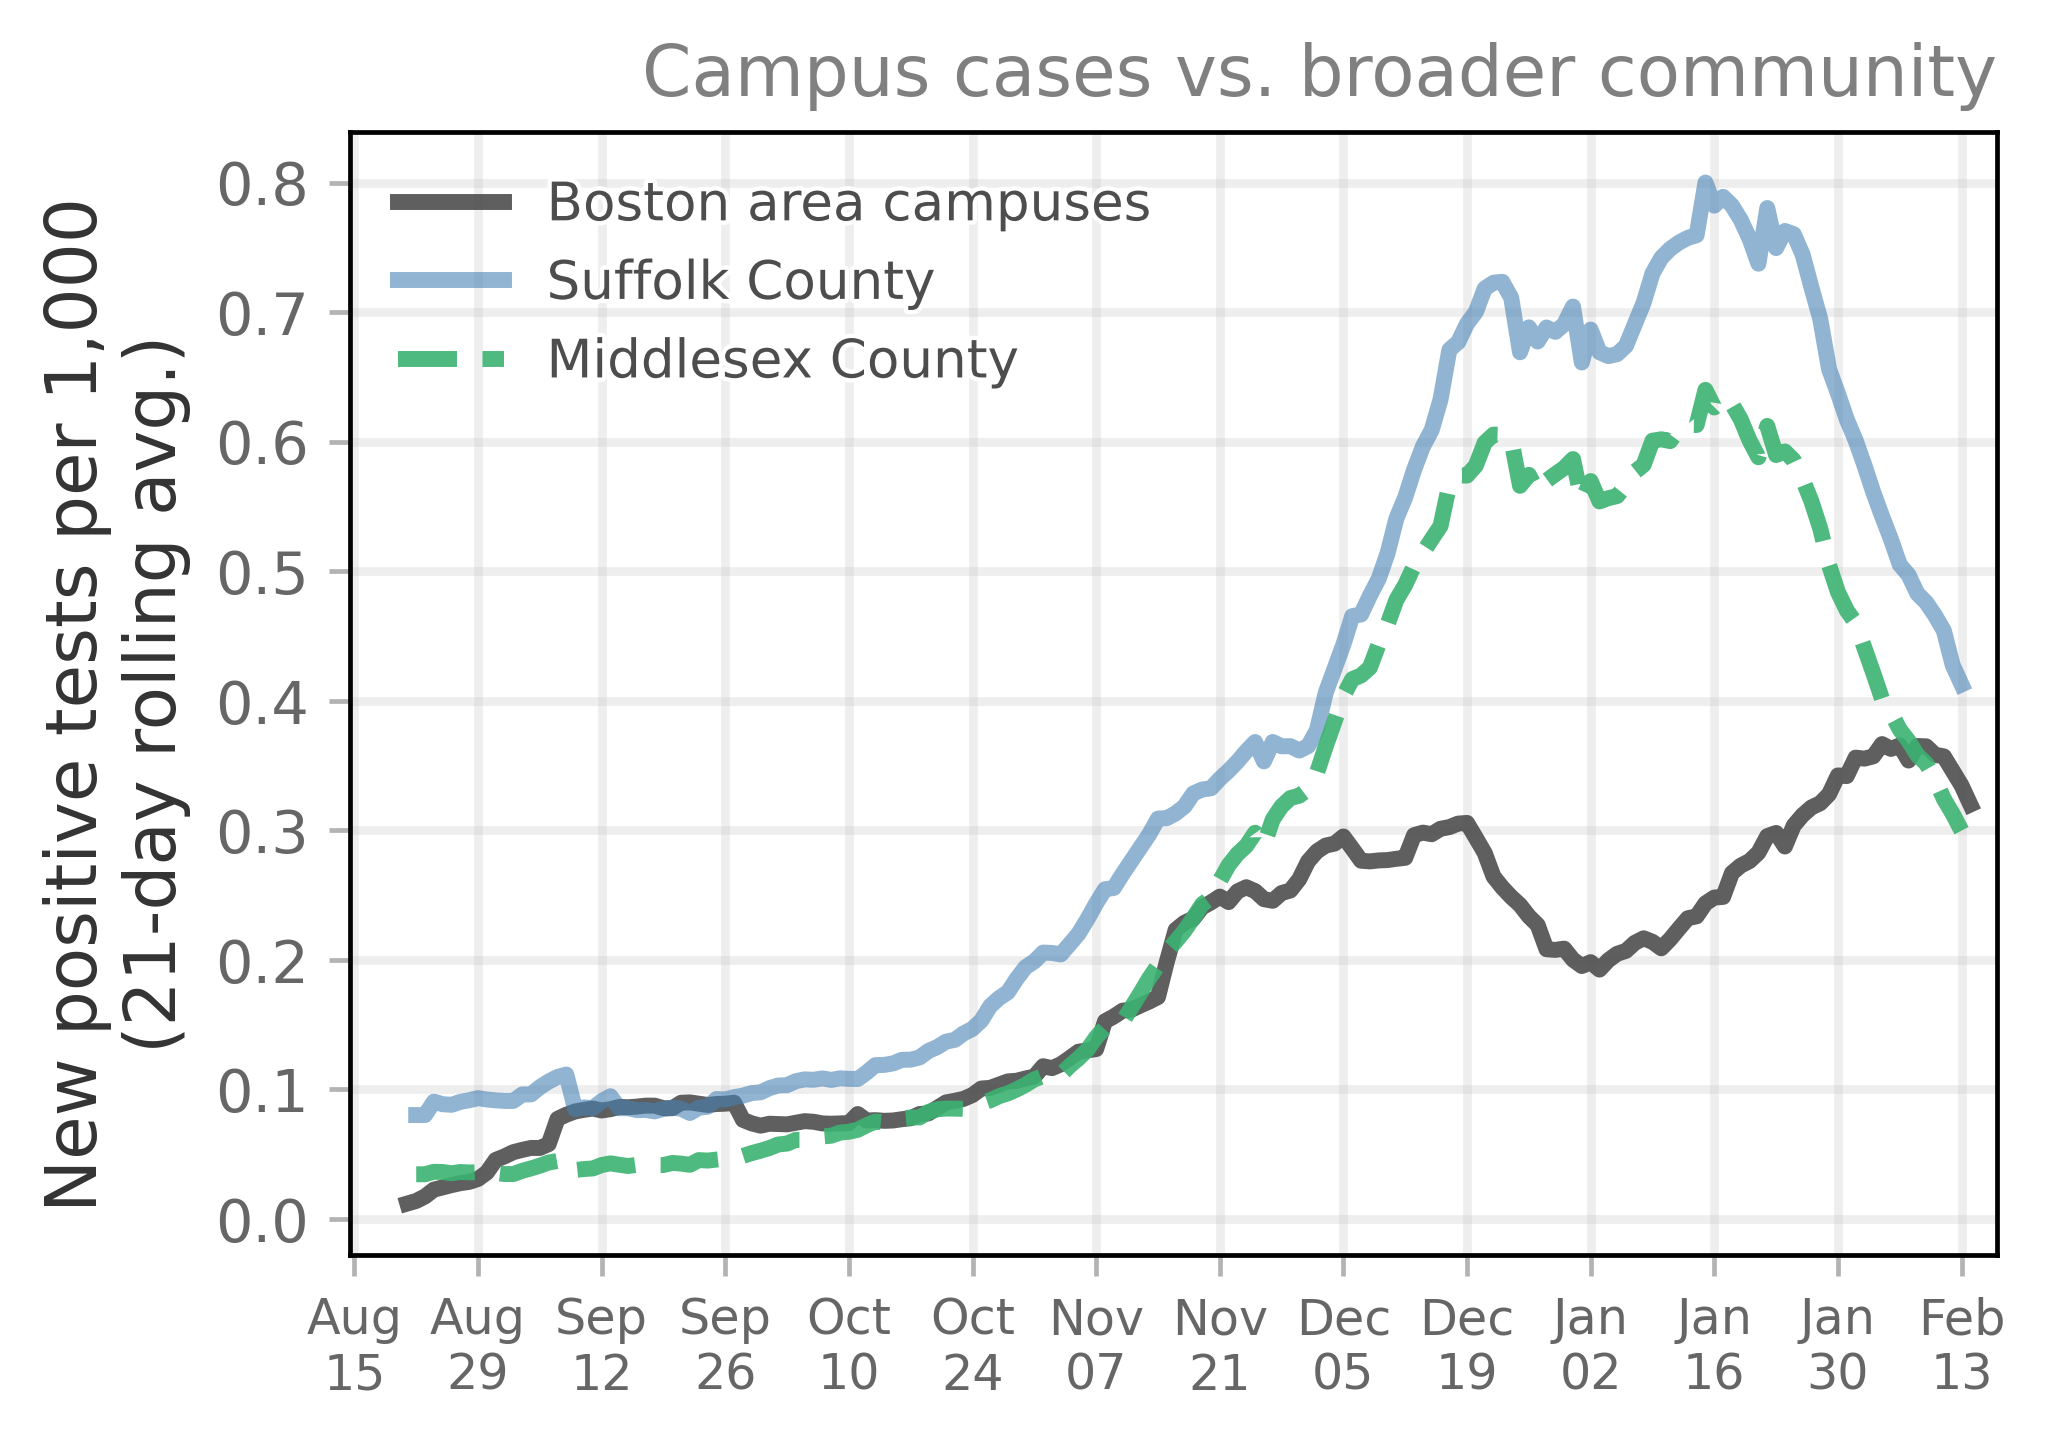 Campus cases vs. broader community
New positive tests per 1,000
(21-day rolling avg.)
0.8
0.7
0.6
0.5
0.4
0.3
0.2
0.1
0.0
Boston area campuses
Suffolk County
Middlesex County
Aug 15
Aug 29
Sep 12
Sep 26
Oct 10
Oct 24
Nov 07
Nov 21
Dec 05
Dec 19
Jan 02
Jan 16
Jan 30
Feb 13